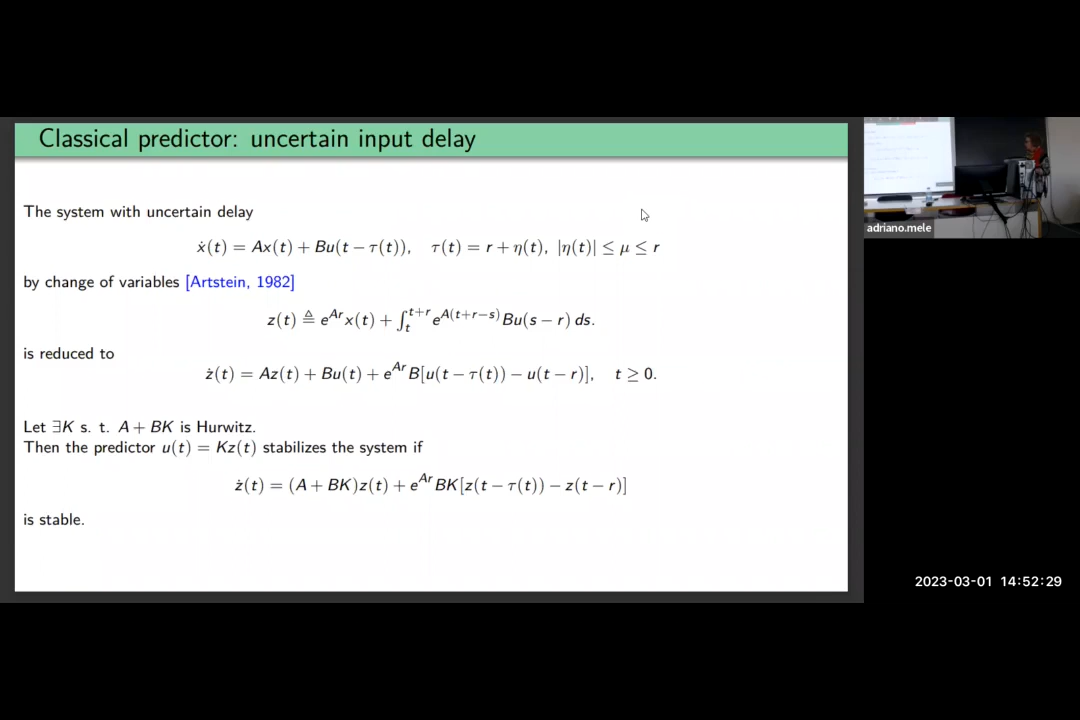 Classical predictor: uncertain input delay
The system with uncertain delay
ẋ(t) = Ax(t) + Bu(t − τ(t)),   τ(t) = r + η(t), |η(t)| ≤ μ ≤ r
by change of variables [Artstein, 1982]
z(t) ≜ e^{Ar}x(t) + ∫_t^{t+r} e^{A(t+r−s)}Bu(s − r) ds.
is reduced to
ż(t) = Az(t) + Bu(t) + e^{Ar}B[u(t − τ(t)) − u(t − r)],   t ≥ 0.
Let ∃K s. t. A + BK is Hurwitz.
Then the predictor u(t) = Kz(t) stabilizes the system if
ż(t) = (A + BK)z(t) + e^{Ar}BK[z(t − τ(t)) − z(t − r)]
is stable.
adriano.mele
2023-03-01 14:52:29